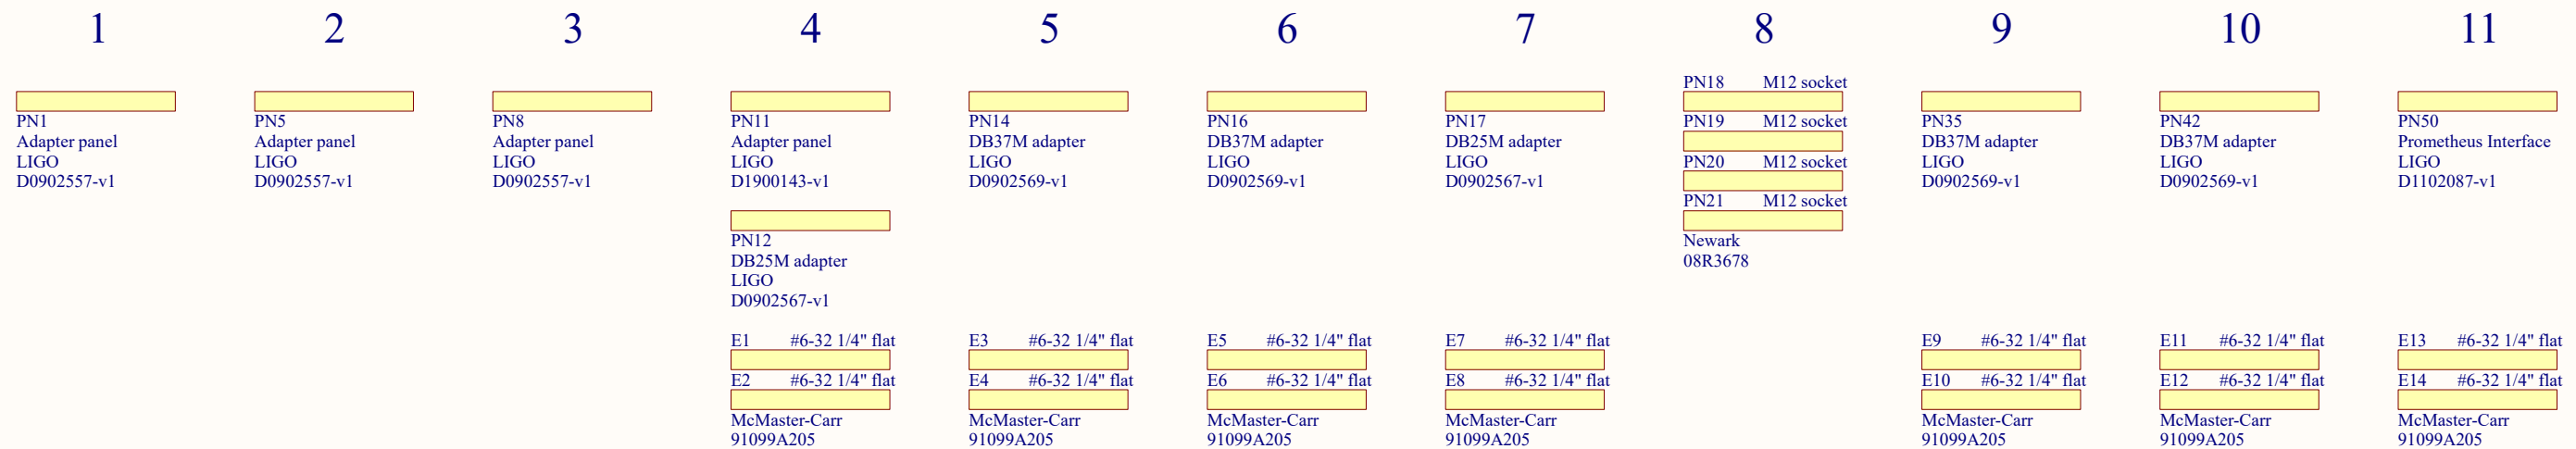 1
2
3
4
5
6
7
8
9
10
11
PN1
Adapter panel
LIGO
D0902557-v1
PN5
Adapter panel
LIGO
D0902557-v1
PN8
Adapter panel
LIGO
D0902557-v1
PN11
Adapter panel
LIGO
D1900143-v1
PN12
DB25M adapter
LIGO
D0902567-v1
E1 #6-32 1/4" flat
E2 #6-32 1/4" flat
McMaster-Carr
91099A205
PN14
DB37M adapter
LIGO
D0902569-v1
E3 #6-32 1/4" flat
E4 #6-32 1/4" flat
McMaster-Carr
91099A205
PN16
DB37M adapter
LIGO
D0902569-v1
E5 #6-32 1/4" flat
E6 #6-32 1/4" flat
McMaster-Carr
91099A205
PN17
DB25M adapter
LIGO
D0902567-v1
E7 #6-32 1/4" flat
E8 #6-32 1/4" flat
McMaster-Carr
91099A205
PN18 M12 socket
PN19 M12 socket
PN20 M12 socket
PN21 M12 socket
Newark
08R3678
PN35
DB37M adapter
LIGO
D0902569-v1
E9 #6-32 1/4" flat
E10 #6-32 1/4" flat
McMaster-Carr
91099A205
PN42
DB37M adapter
LIGO
D0902569-v1
E11 #6-32 1/4" flat
E12 #6-32 1/4" flat
McMaster-Carr
91099A205
PN50
Prometheus Interface
LIGO
D1102087-v1
E13 #6-32 1/4" flat
E14 #6-32 1/4" flat
McMaster-Carr
91099A205